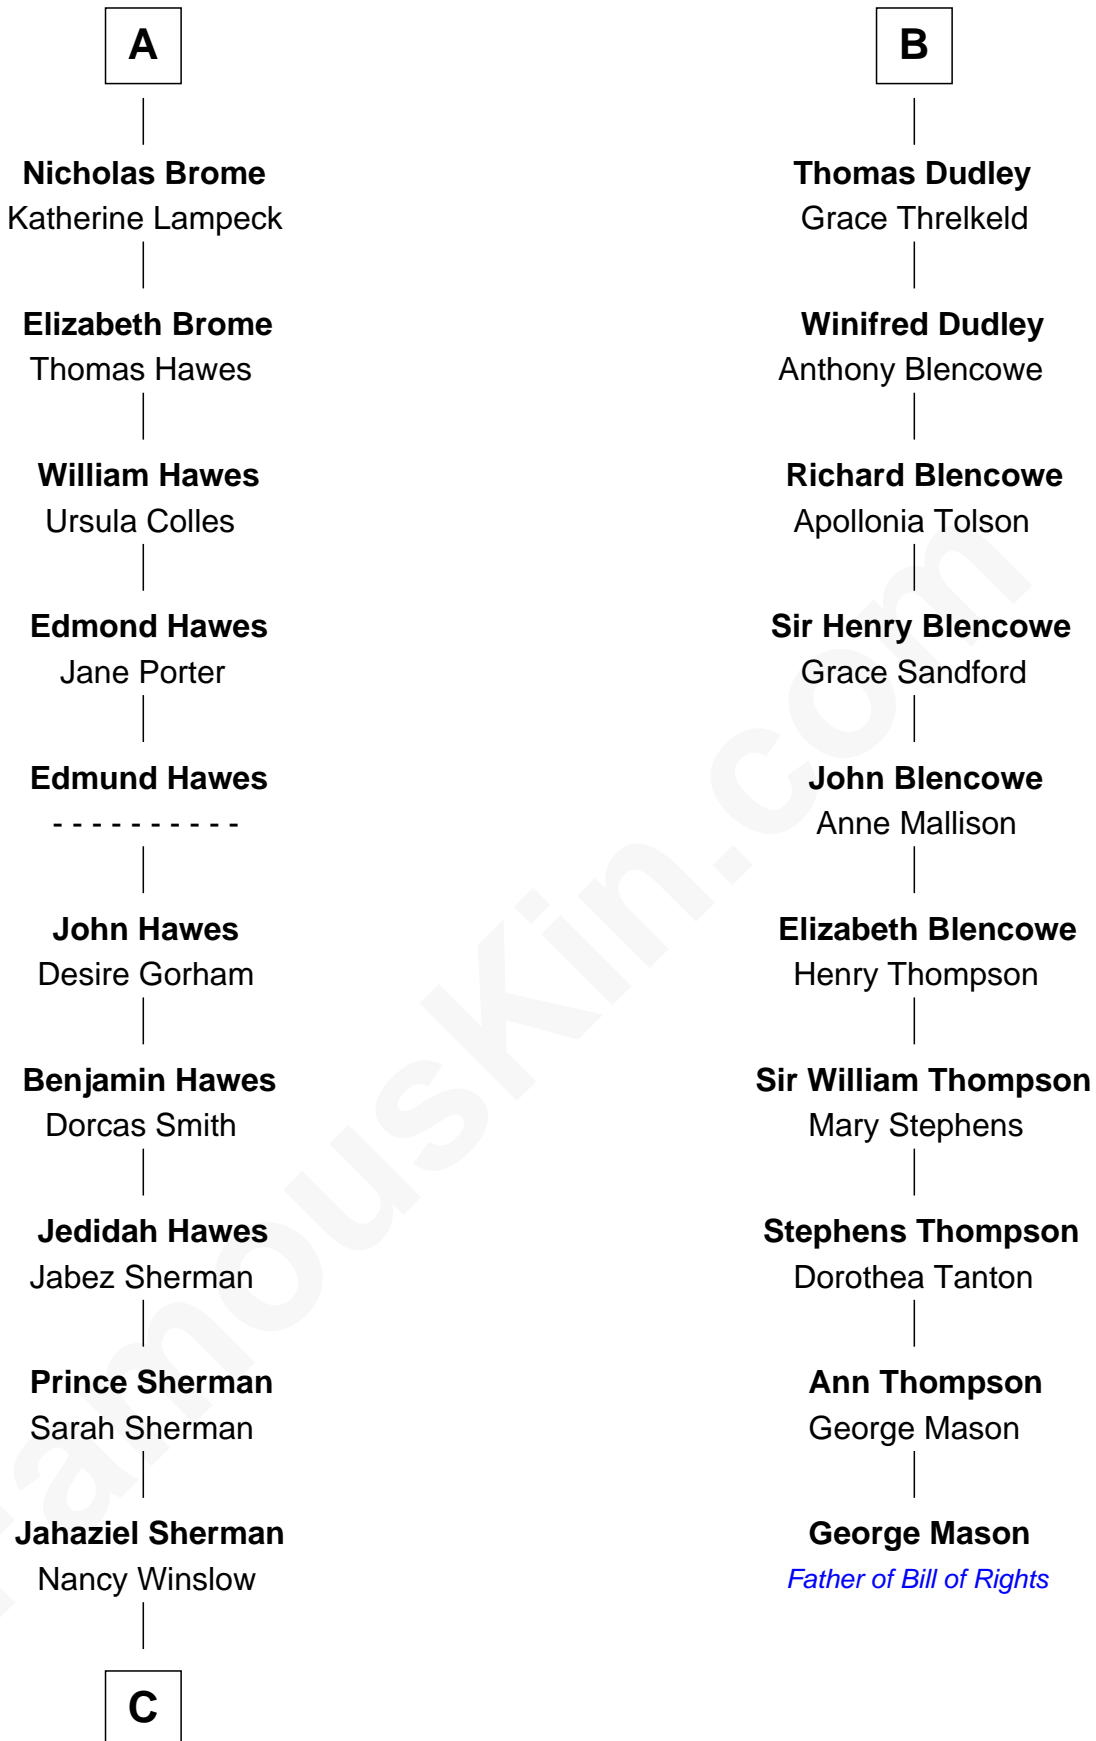 A
Nicholas Brome
Katherine Lampeck
Elizabeth Brome
Thomas Hawes
William Hawes
Ursula Colles
Edmond Hawes
Jane Porter
Edmund Hawes
- - - - - - - - - -
John Hawes
Desire Gorham
Benjamin Hawes
Dorcas Smith
Jedidah Hawes
Jabez Sherman
Prince Sherman
Sarah Sherman
Jahaziel Sherman
Nancy Winslow
C
B
Thomas Dudley
Grace Threlkeld
Winifred Dudley
Anthony Blencowe
Richard Blencowe
Apollonia Tolson
Sir Henry Blencowe
Grace Sandford
John Blencowe
Anne Mallison
Elizabeth Blencowe
Henry Thompson
Sir William Thompson
Mary Stephens
Stephens Thompson
Dorothea Tanton
Ann Thompson
George Mason
George Mason
Father of Bill of Rights
FamousKin.com